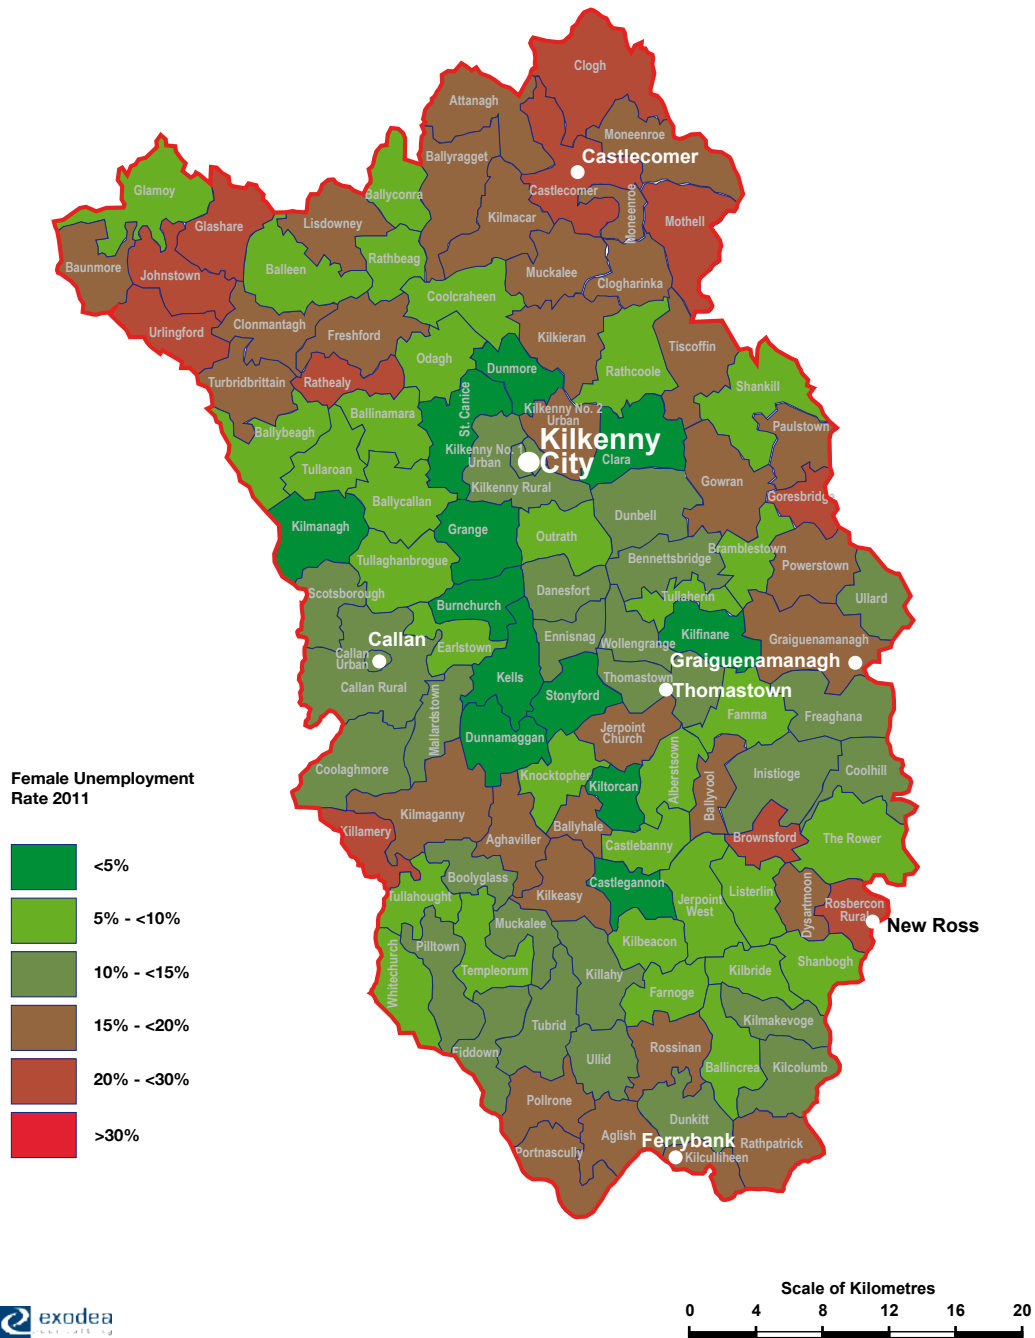 Clogh
Attanagh
Moneenroe
Castlecomer
Ballyragget
Castlecomer
Glamoy
Ballyconra
Kilmacar
Moneenroe
Mothell
Glashare
Lisdowney
Baunmore
Johnstown
Balleen
Rathbeag
Muckalee
Clogharinka
Coolcraheen
Urlingford
Clonmantagh
Freshford
Kilkieran
Tiscoffin
Odagh
Dunmore
Rathcoole
Shankill
Turbridbrittain
Rathealy
St. Canice
Ballinamara
Kilkenny No. 2
Urban
Paulstown
Ballybeagh
Kilkenny
City
Kilkenny No. 1
Urban
Clara
Tullaroan
Kilkenny Rural
Gowran
Goresbridge
Ballycallan
Kilmanagh
Grange
Dunbell
Outrath
Bramblestown
Tullaghanbrogue
Bennettsbridge
Powerstown
Scotsborough
Danesfort
Tullaherin
Ullard
Burnchurch
Callan
Earlstown
Ennisnag
Wollengrange
Kilfinane
Graiguenamanagh
Callan
Urban
Graiguenamanagh
Callan Rural
Kells
Thomastown
Thomastown
Stonyford
Mallardstown
Famma
Freaghana
Dunnamaggan
Jerpoint
Church
Coolaghmore
Knocktopher
Kiltorcan
Alberstsown
Ballyvool
Inistioge
Coolhill
Female Unemployment
Rate 2011
Kilmaganny
Killamery
Aghaviller
Ballyhale
Castlebanny
Brownsford
The Rower
<5%
Boolyglass
Castlegannon
Tullahought
Kilkeasy
Jerpoint
West
Listerlin
Dysartmoon
Rosbercon
Rural
New Ross
5% - <10%
Muckalee
Piltown
Kilbeacon
Whitechurch
Templeorum
Killahy
Kilbride
Shanbogh
10% - <15%
Farnoge
Tubrid
Kilmakevoge
15% - <20%
Fiddown
Ullid
Rossinan
Ballincrea
Kilcolumb
20% - <30%
Pollrone
Dunkitt
Aglish
Ferrybank
Rathpatrick
>30%
Portnascully
Kilculliheen
Scale of Kilometres
0 4 8 12 16 20
exodea